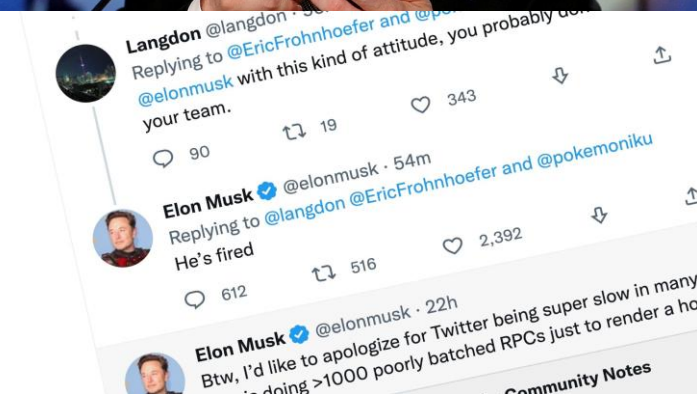 Langdon @langdon ·
Replying to @EricFrohnhoefer and
@elonmusk with this kind of attitude, you probably
your team.
90 19 343
Elon Musk @elonmusk · 54m
Replying to @langdon @EricFrohnhoefer and @pokemoniku
He's fired
612 516 2,392
Elon Musk @elonmusk · 22h
Btw, I'd like to apologize for Twitter being super slow in many
doing >1000 poorly batched RPCs just to render a
Community Notes